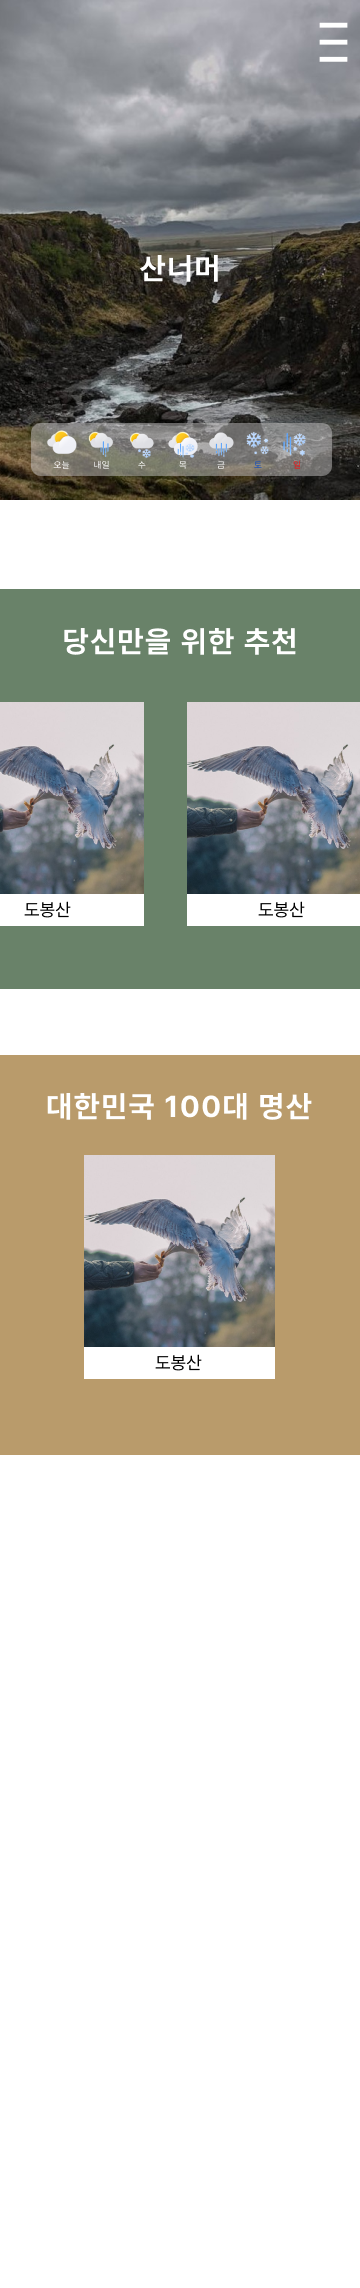 산너머
오늘 내일 수 목 금 토 일
당신만을 위한 추천
도봉산 도봉산
대한민국 100대 명산
도봉산